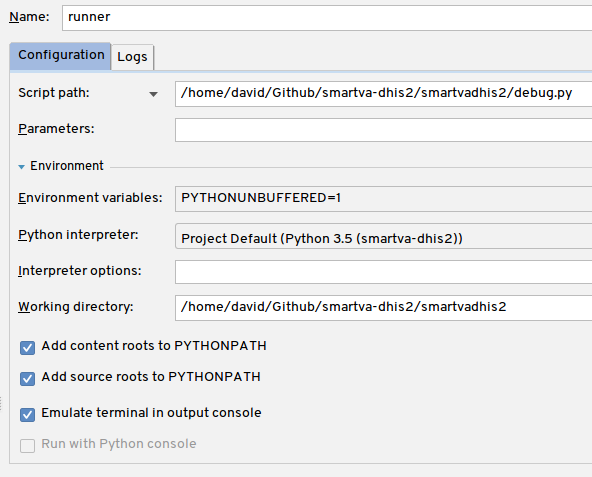 Name: runner
Configuration Logs
Script path: /home/david/Github/smartva-dhis2/smartvadhis2/debug.py
Parameters:
Environment
Environment variables: PYTHONUNBUFFERED=1
Python interpreter: Project Default (Python 3.5 (smartva-dhis2))
Interpreter options:
Working directory: /home/david/Github/smartva-dhis2/smartvadhis2
Add content roots to PYTHONPATH
Add source roots to PYTHONPATH
Emulate terminal in output console
Run with Python console